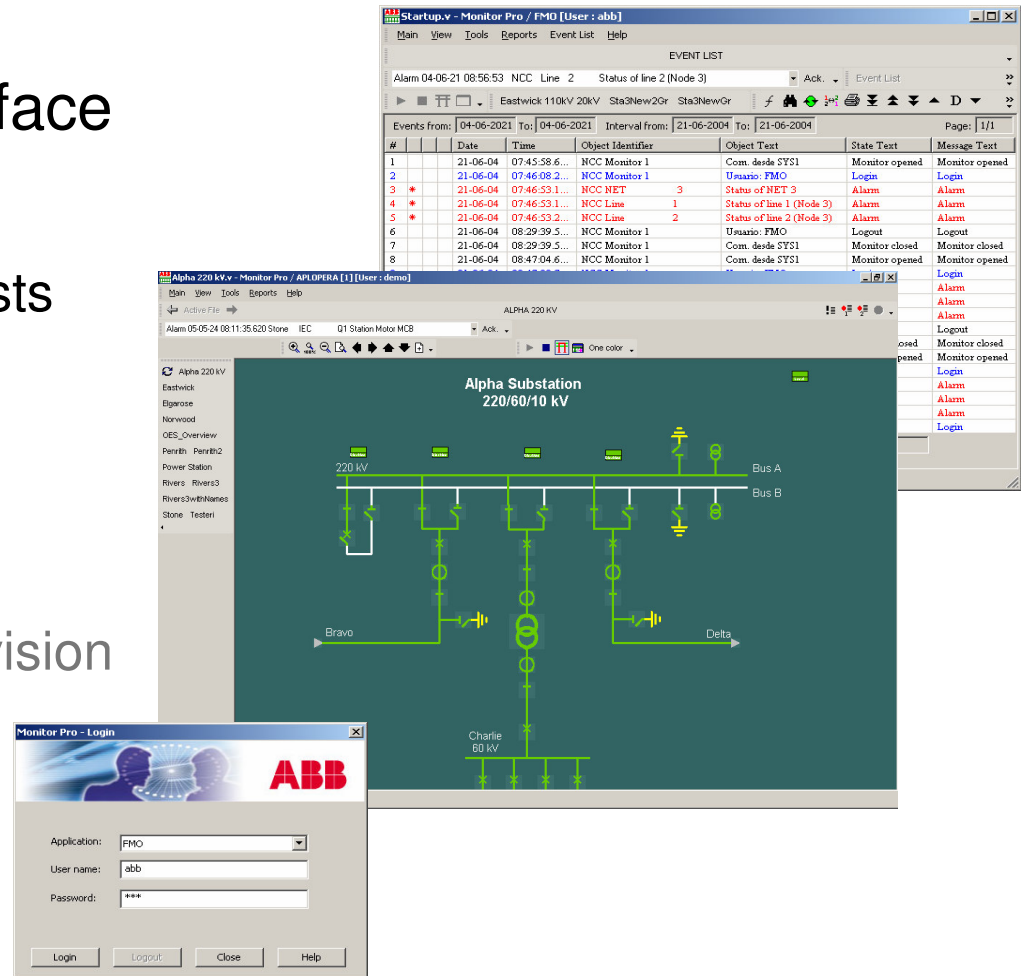 face
sts
vision
Startup.v - Monitor Pro / FMO [User : abb]
Main View Tools Reports Event List Help
EVENT LIST
Alarm 04-06-21 08:56:53 NCC Line 2 Status of line 2 (Node 3) Ack. Event List
Eastwick 110kV 20kV Sta3New2Gr Sta3NewGr D
Events from: 04-06-2021 To: 04-06-2021 Interval from: 21-06-2004 To: 21-06-2004 Page: 1/1
# Date Time Object Identifier Object Text State Text Message Text
1 21-06-04 07:45:58.6... NCC Monitor 1 Com. desde SYS1 Monitor opened Monitor opened
2 21-06-04 07:46:08.2... NCC Monitor 1 Usuario: FMO Login Login
3 * 21-06-04 07:46:53.1... NCC NET 3 Status of NET 3 Alarm Alarm
4 * 21-06-04 07:46:53.1... NCC Line 1 Status of line 1 (Node 3) Alarm Alarm
5 * 21-06-04 07:46:53.2... NCC Line 2 Status of line 2 (Node 3) Alarm Alarm
6 21-06-04 08:29:39.5... NCC Monitor 1 Usuario: FMO Logout Logout
7 21-06-04 08:29:39.5... NCC Monitor 1 Com. desde SYS1 Monitor closed Monitor closed
8 21-06-04 08:47:04.6... NCC Monitor 1 Com. desde SYS1 Monitor opened Monitor opened
Login
Alarm
Alarm
Alarm
Logout
Monitor closed
Monitor opened
Login
Alarm
Alarm
Alarm
Login
Alpha 220 kV.v - Monitor Pro / APLOPERA [1] [User : demo]
Main View Tools Reports Help
Active File ALPHA 220 KV
Alarm 05-05-24 08:11:35.620 Stone IEC Q1 Station Motor MCB Ack.
100% One color
Alpha 220 kV
Eastwick
Elgarose
Norwood
OES_Overview
Penrith Penrith2
Power Station
Rivers Rivers3
Rivers3withNames
Stone Testeri
Alpha Substation
220/60/10 kV
220 kV
Bus A
Bus B
Bravo
Delta
Charlie
60 kV
Monitor Pro - Login
ABB
Application: FMO
User name: abb
Password: ***
Login Logout Close Help